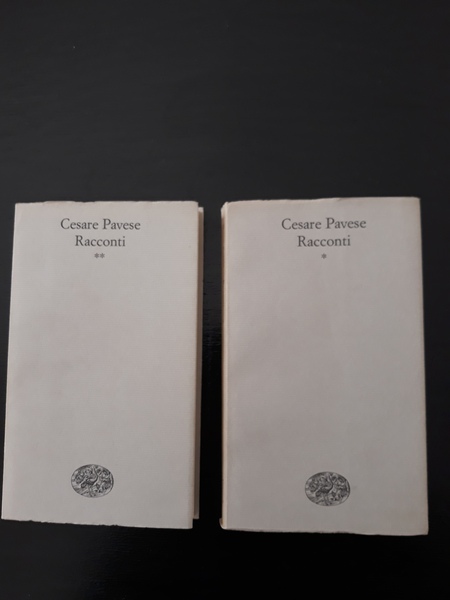 Cesare Pavese
Racconti
**
Cesare Pavese
Racconti
*